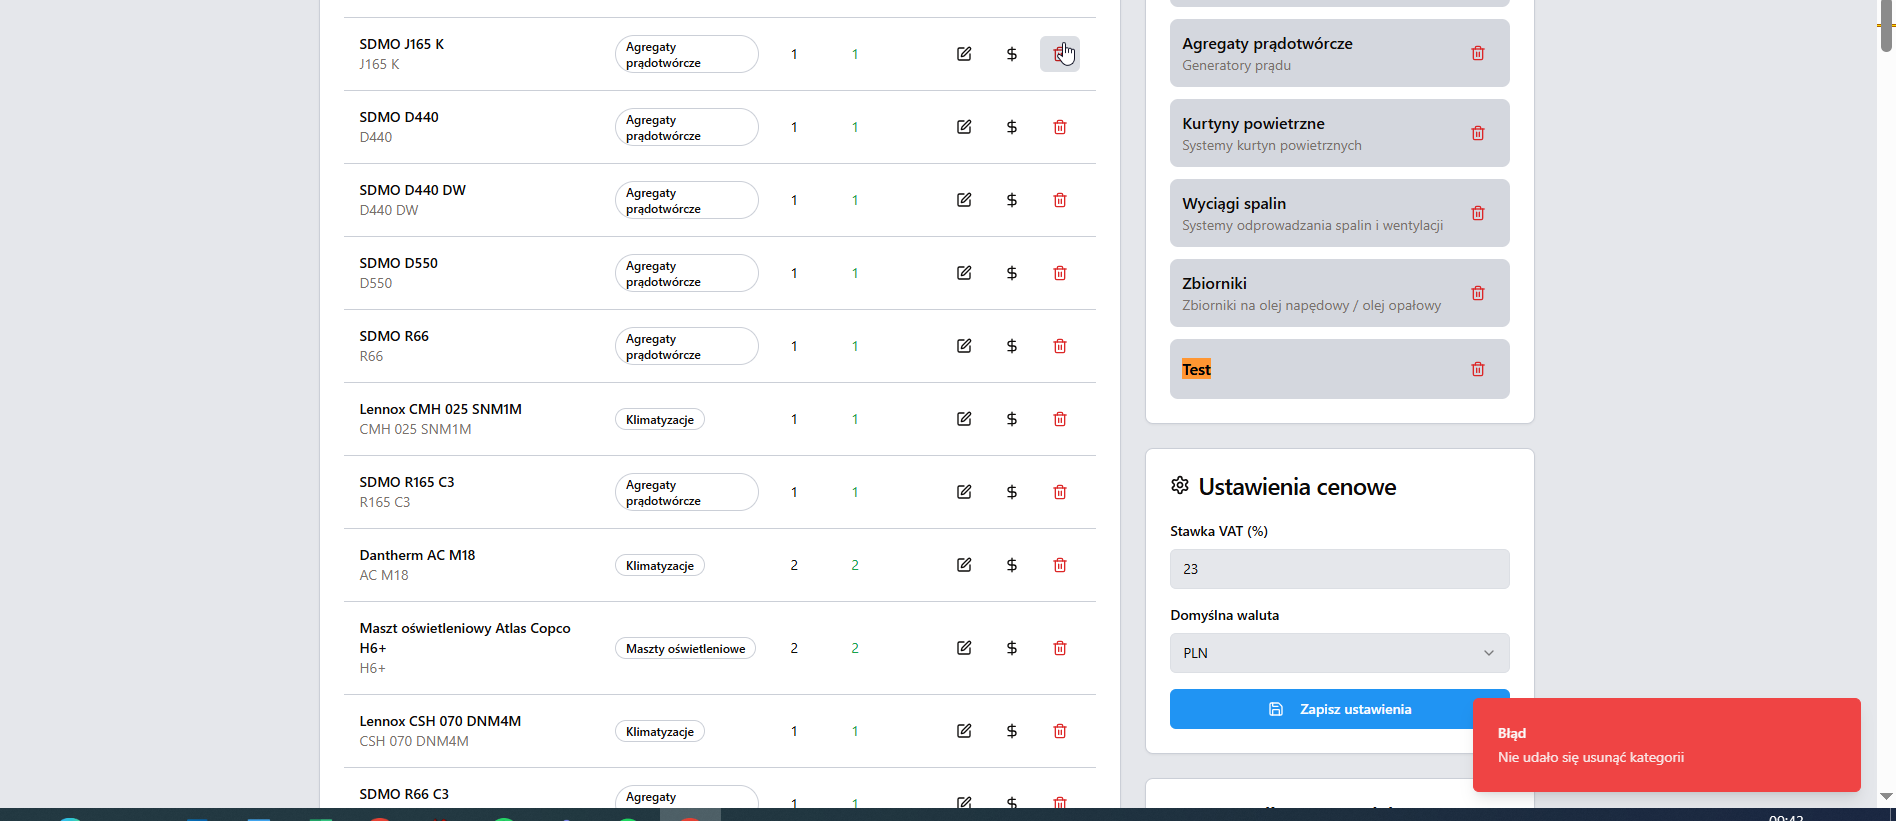 SDMO J165 K
J165 K
Agregaty
prądotwórcze
1
1
SDMO D440
D440
Agregaty
prądotwórcze
1
1
SDMO D440 DW
D440 DW
Agregaty
prądotwórcze
1
1
SDMO D550
D550
Agregaty
prądotwórcze
1
1
SDMO R66
R66
Agregaty
prądotwórcze
1
1
Lennox CMH 025 SNM1M
CMH 025 SNM1M
Klimatyzacje
1
1
SDMO R165 C3
R165 C3
Agregaty
prądotwórcze
1
1
Dantherm AC M18
AC M18
Klimatyzacje
2
2
Maszt oświetleniowy Atlas Copco
H6+
H6+
Maszty oświetleniowe
2
2
Lennox CSH 070 DNM4M
CSH 070 DNM4M
Klimatyzacje
1
1
SDMO R66 C3
Agregaty
1
1
Agregaty prądotwórcze
Generatory prądu
Kurtyny powietrzne
Systemy kurtyn powietrznych
Wyciągi spalin
Systemy odprowadzania spalin i wentylacji
Zbiorniki
Zbiorniki na olej napędowy / olej opałowy
Test
Ustawienia cenowe
Stawka VAT (%)
23
Domyślna waluta
PLN
Zapisz ustawienia
Błąd
Nie udało się usunąć kategorii